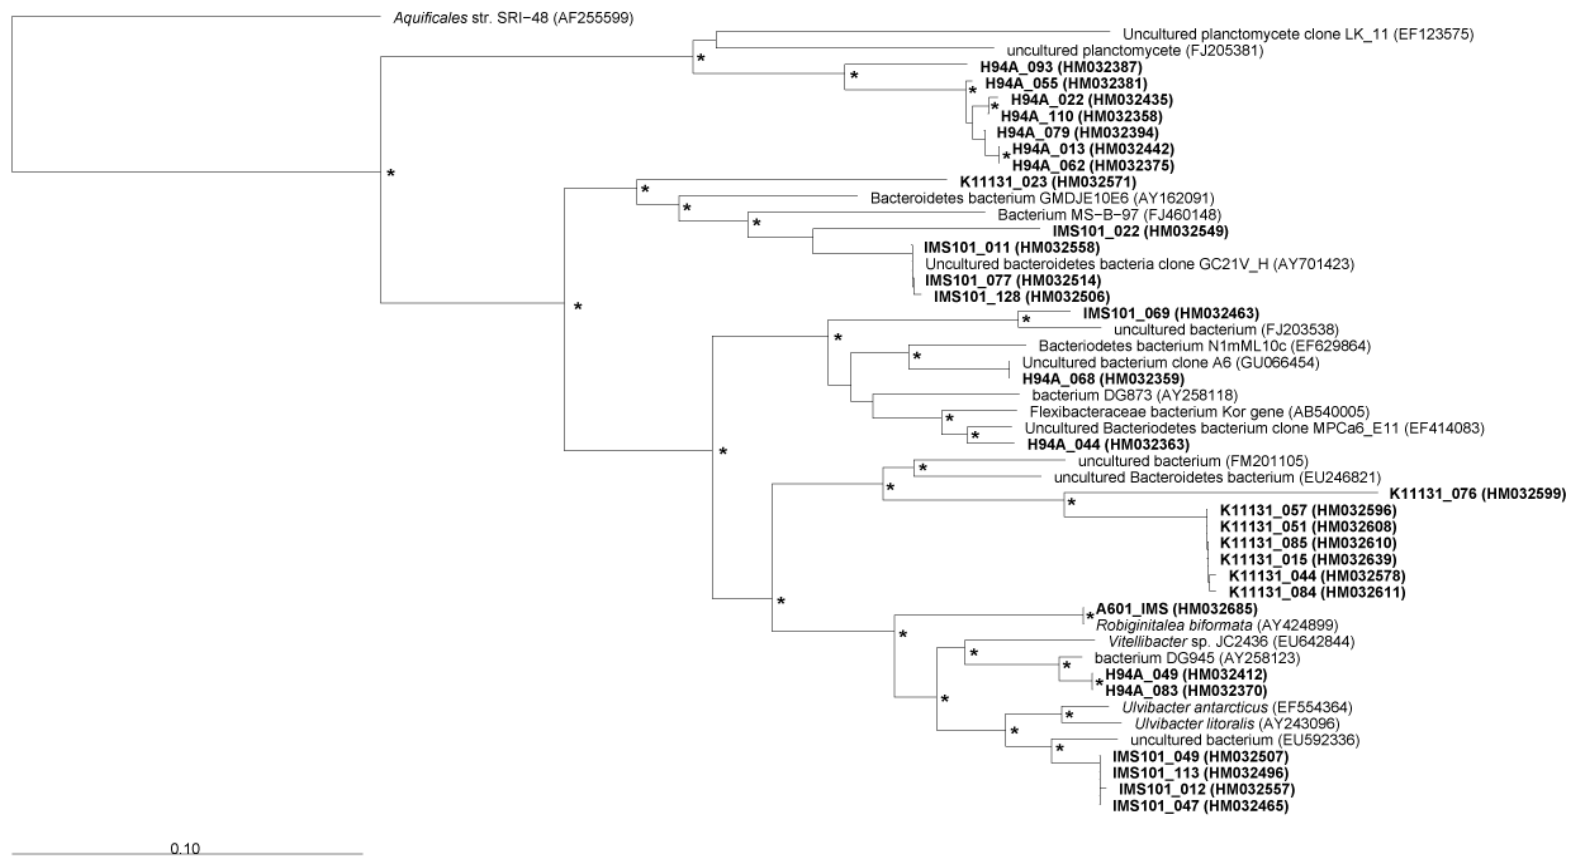 Aquificales str. SRI−48 (AF255599)
Uncultured planctomycete clone LK_11 (EF123575)
uncultured planctomycete (FJ205381)
H94A_093 (HM032387)
H94A_055 (HM032381)
H94A_022 (HM032435)
H94A_110 (HM032358)
H94A_079 (HM032394)
H94A_013 (HM032442)
H94A_062 (HM032375)
K11131_023 (HM032571)
Bacteroidetes bacterium GMDJE10E6 (AY162091)
Bacterium MS−B−97 (FJ460148)
IMS101_022 (HM032549)
IMS101_011 (HM032558)
Uncultured bacteroidetes bacteria clone GC21V_H (AY701423)
IMS101_077 (HM032514)
IMS101_128 (HM032506)
IMS101_069 (HM032463)
uncultured bacterium (FJ203538)
Bacteriodetes bacterium N1mML10c (EF629864)
Uncultured bacterium clone A6 (GU066454)
H94A_068 (HM032359)
bacterium DG873 (AY258118)
Flexibacteraceae bacterium Kor gene (AB540005)
Uncultured Bacteriodetes bacterium clone MPCa6_E11 (EF414083)
H94A_044 (HM032363)
uncultured bacterium (FM201105)
uncultured Bacteroidetes bacterium (EU246821)
K11131_076 (HM032599)
K11131_057 (HM032596)
K11131_051 (HM032608)
K11131_085 (HM032610)
K11131_015 (HM032639)
K11131_044 (HM032578)
K11131_084 (HM032611)
A601_IMS (HM032685)
Robiginitalea biformata (AY424899)
Vitellibacter sp. JC2436 (EU642844)
bacterium DG945 (AY258123)
H94A_049 (HM032412)
H94A_083 (HM032370)
Ulvibacter antarcticus (EF554364)
Ulvibacter litoralis (AY243096)
uncultured bacterium (EU592336)
IMS101_049 (HM032507)
IMS101_113 (HM032496)
IMS101_012 (HM032557)
IMS101_047 (HM032465)
0.10